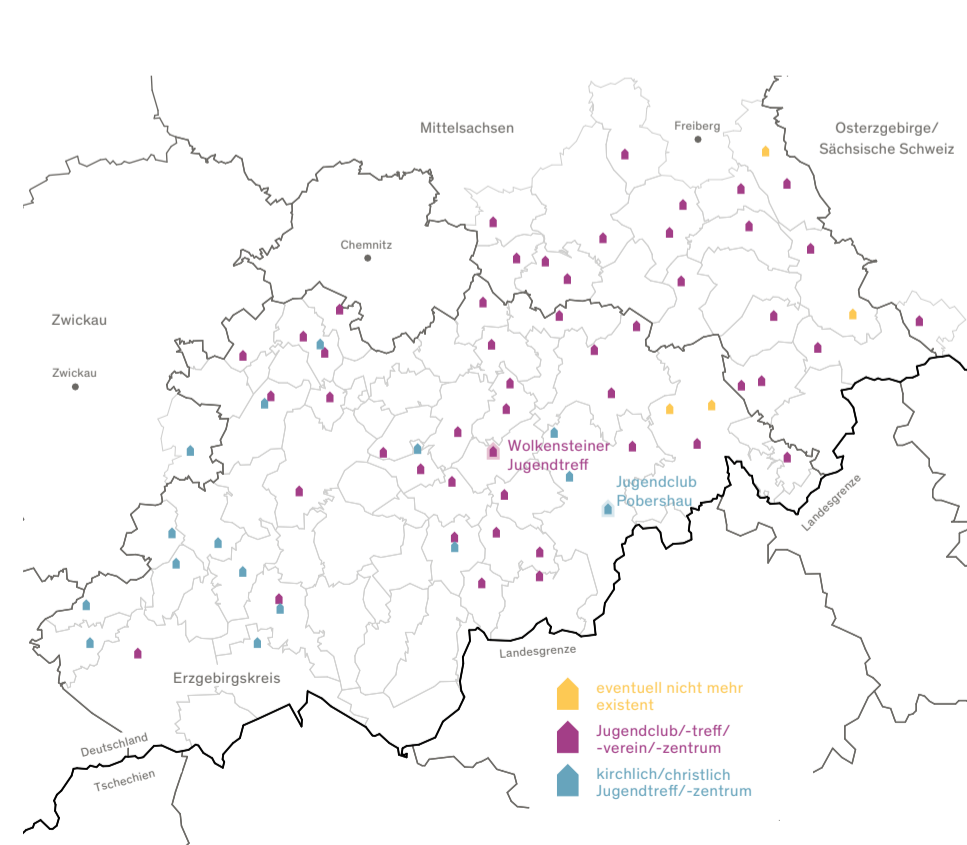 Mittelsachsen
Freiberg
Osterzgebirge/
Sächsische Schweiz
Chemnitz
Zwickau
Zwickau
Wolkensteiner
Jugendtreff
Jugendclub
Pobershau
Landesgrenze
Landesgrenze
Erzgebirgskreis
Deutschland
Tschechien
eventuell nicht mehr
existent
Jugendclub/-treff/
-verein/-zentrum
kirchlich/christlich
Jugendtreff/-zentrum